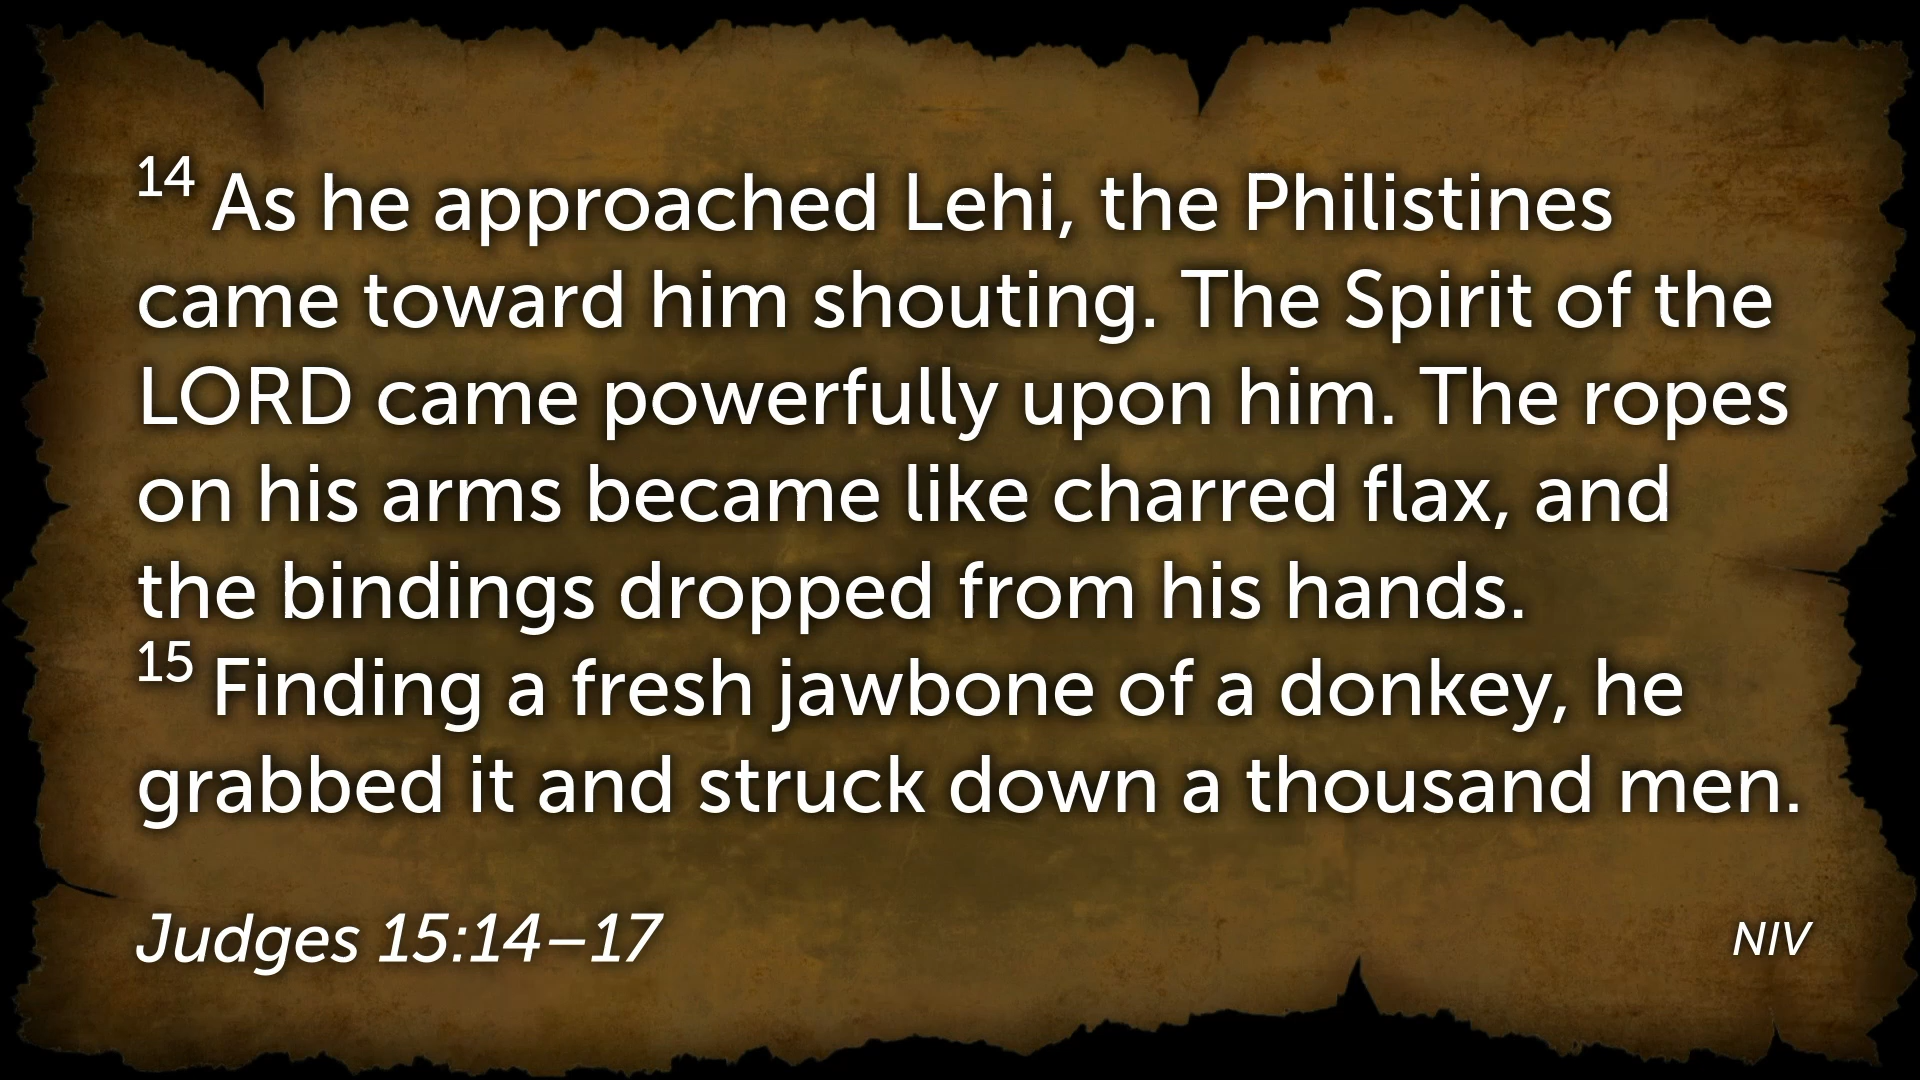 14 As he approached Lehi, the Philistines
came toward him shouting. The Spirit of the
LORD came powerfully upon him. The ropes
on his arms became like charred flax, and
the bindings dropped from his hands.
15 Finding a fresh jawbone of a donkey, he
grabbed it and struck down a thousand men.
Judges 15:14–17
NIV